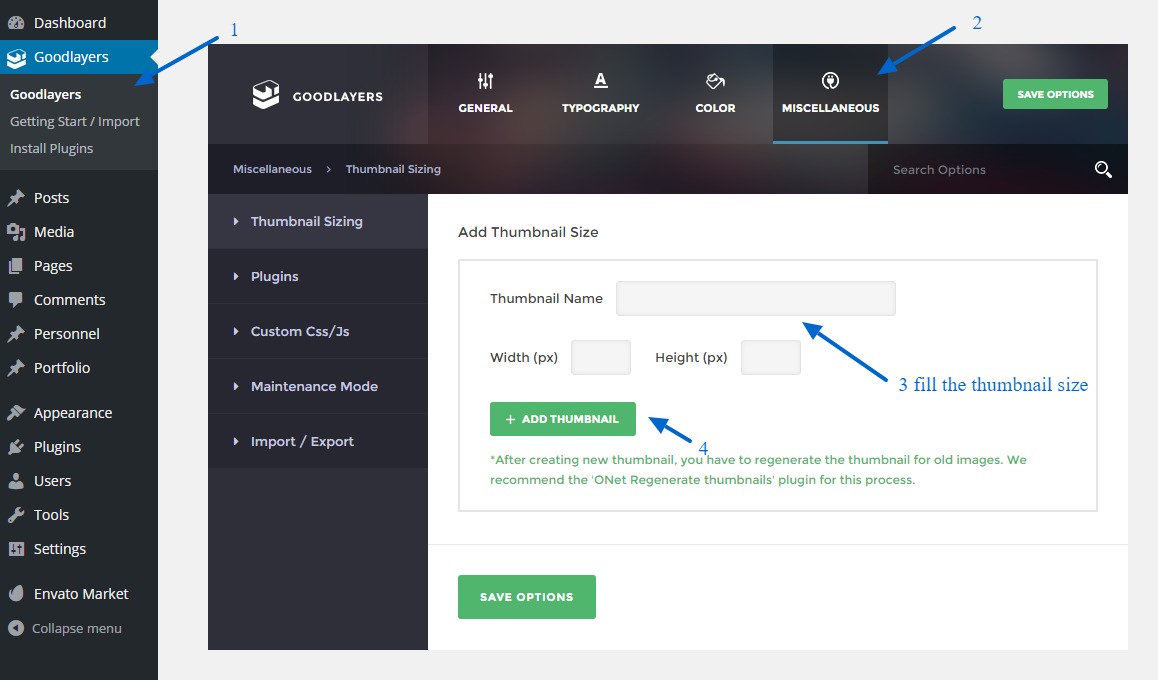 Dashboard
Goodlayers
Goodlayers
Getting Start / Import
Install Plugins
Posts
Media
Pages
Comments
Personnel
Portfolio
Appearance
Plugins
Users
Tools
Settings
Envato Market
Collapse menu
1
2
GOODLAYERS
GENERAL
TYPOGRAPHY
COLOR
MISCELLANEOUS
SAVE OPTIONS
Miscellaneous > Thumbnail Sizing
Search Options
Thumbnail Sizing
Plugins
Custom Css/Js
Maintenance Mode
Import / Export
Add Thumbnail Size
Thumbnail Name
Width (px) Height (px)
3 fill the thumbnail size
+ ADD THUMBNAIL
4
*After creating new thumbnail, you have to regenerate the thumbnail for old images. We
recommend the 'ONet Regenerate thumbnails' plugin for this process.
SAVE OPTIONS